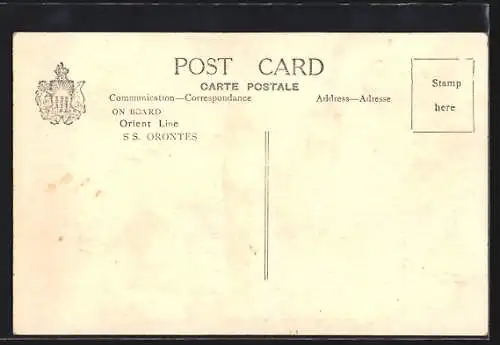 POST CARD
CARTE POSTALE
Communication—Correspondance
Address—Adresse
ON BOARD
Orient Line
S S. ORONTES
Stamp
here